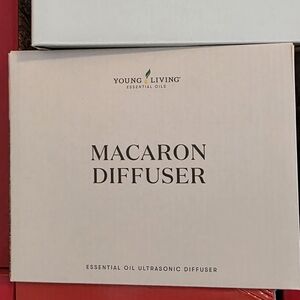 YOUNG LIVING
ESSENTIAL OILS
MACARON
DIFFUSER
ESSENTIAL OIL ULTRASONIC DIFFUSER